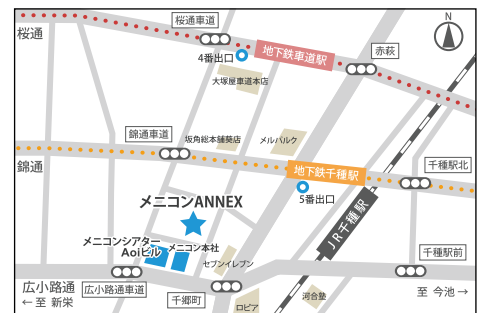 桜通
桜通車道
N
4番出口
地下鉄車道駅
赤萩
大塚屋車道本店
錦通車道
坂角総本舗葵店
メルパルク
錦通
地下鉄千種駅
千種駅北
5番出口
メニコンANNEX
JR千種駅
メニコンシアター
Aoiビル
メニコン本社
セブンイレブン
千種駅前
広小路通
←至 新栄
広小路車道
千郷町
ロピア
河合塾
至 今池→